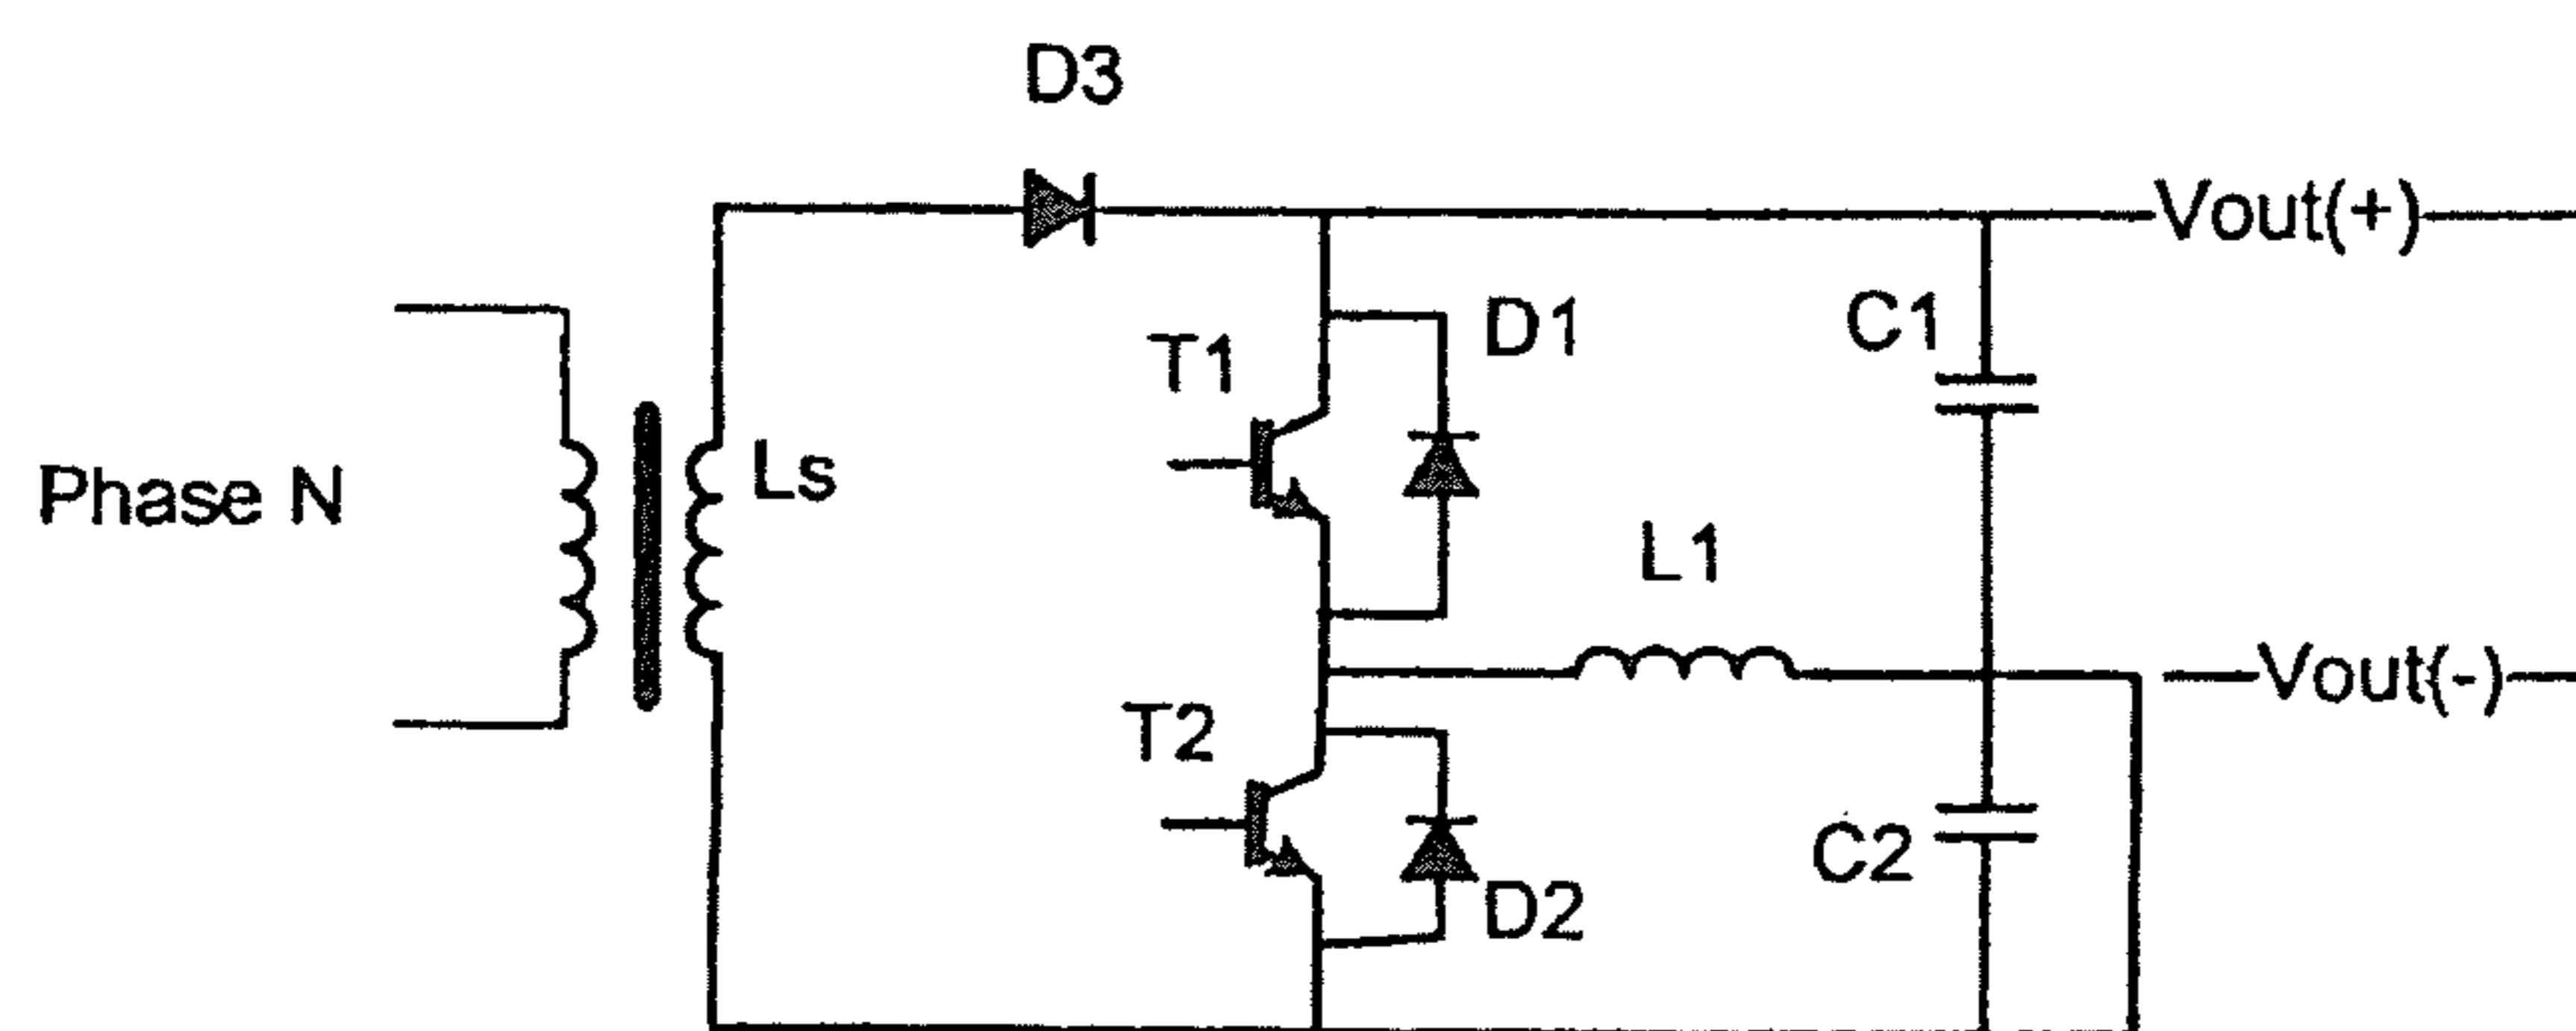 D3
Vout(+)
D1
C1
T1
Phase N
Ls
L1
Vout(-)
T2
C2
D2